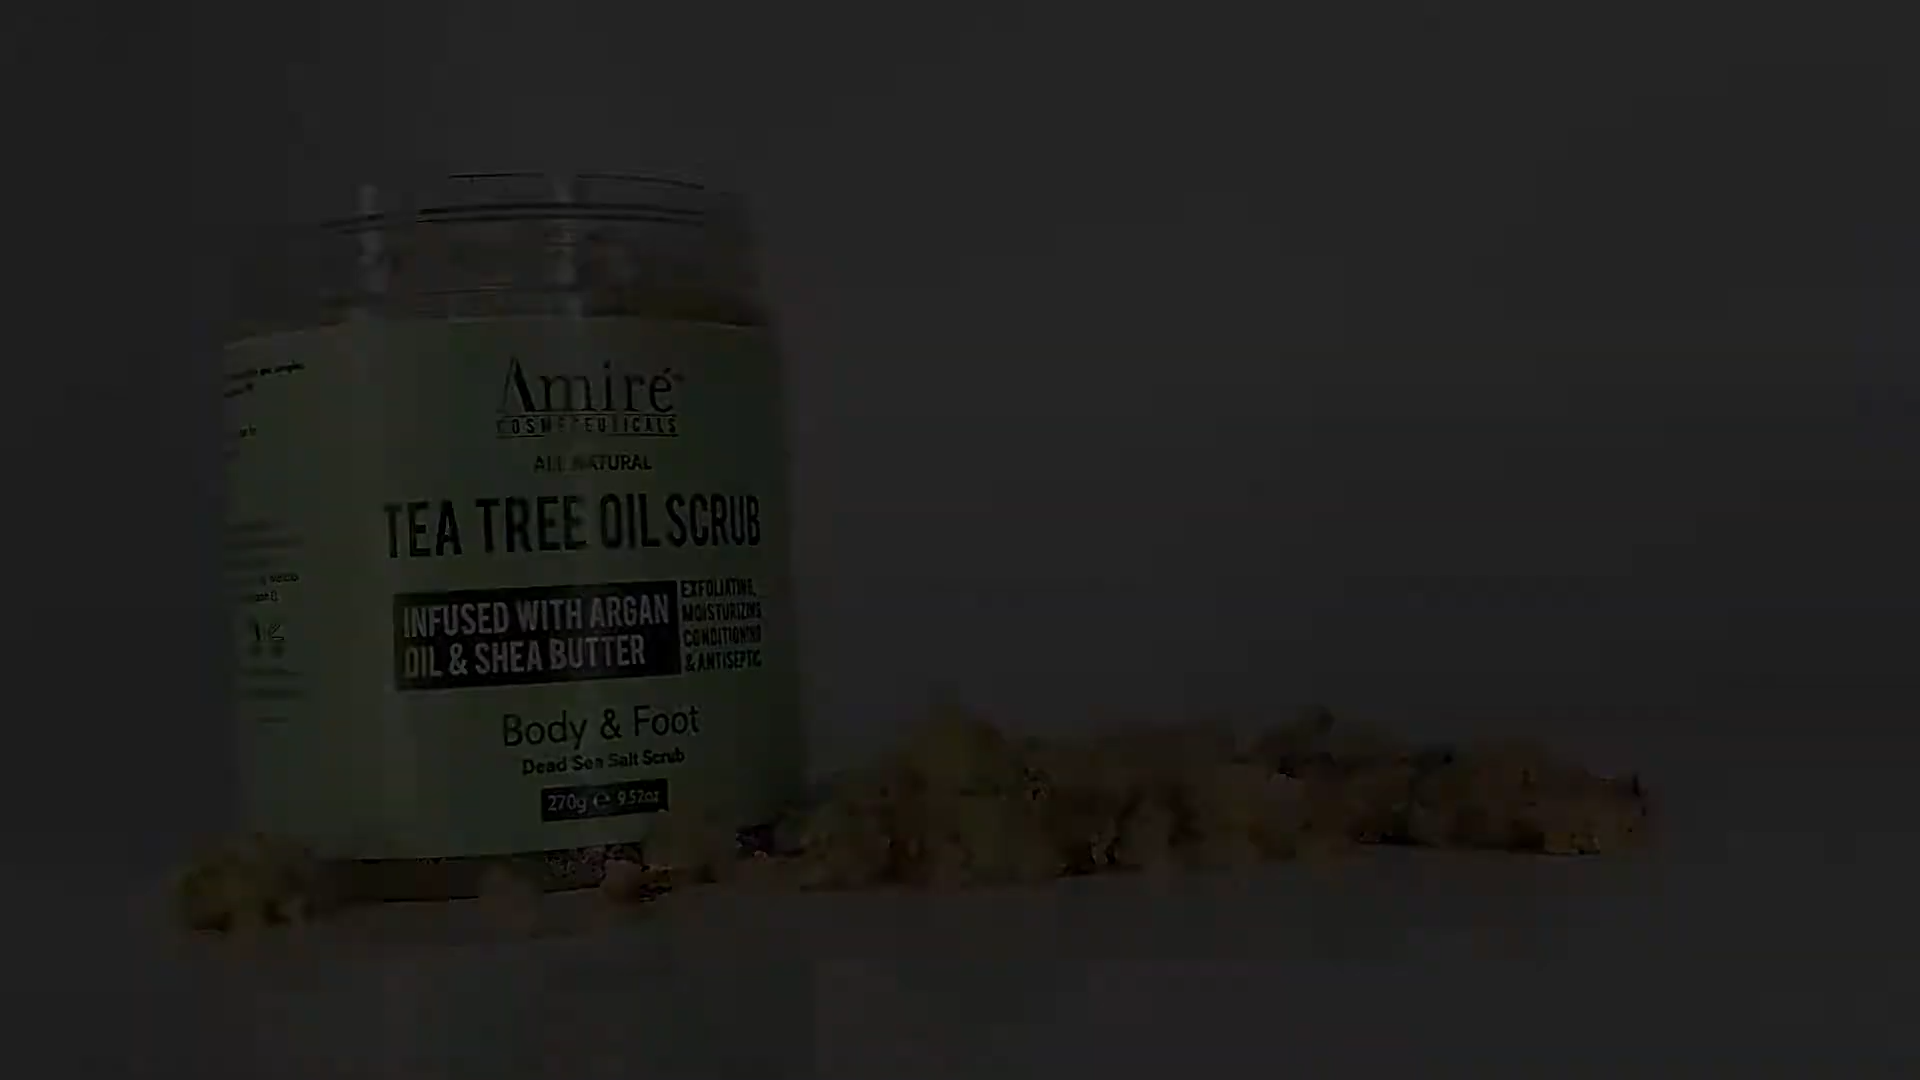 Amiré
COSMECEUTICALS
ALL NATURAL
TEA TREE OIL SCRUB
INFUSED WITH ARGAN
OIL & SHEA BUTTER
EXFOLIATING,
MOISTURIZING
CONDITIONING
& ANTISEPTIC
Body & Foot
Dead Sea Salt Scrub
270g ℮ 9.52oz